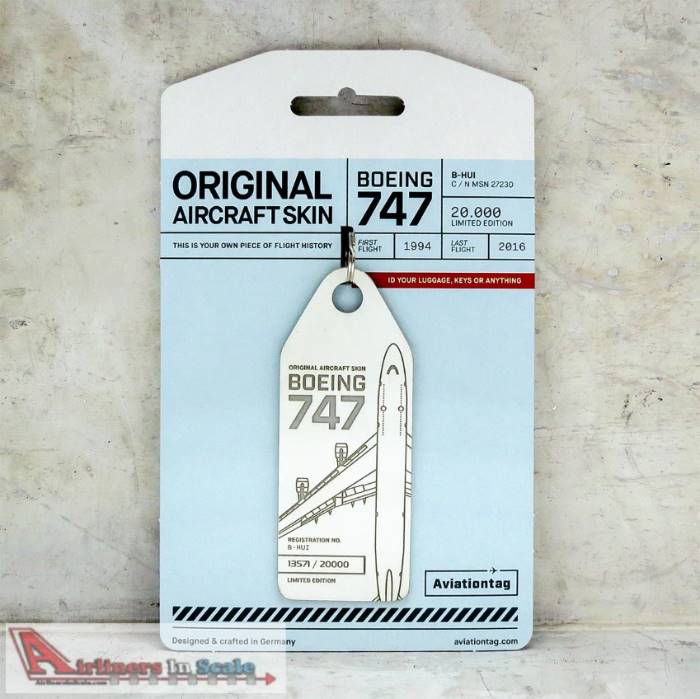 ORIGINAL
AIRCRAFT SKIN
BOEING
747
B-HUI
C / N MSN 27230
20.000
LIMITED EDITION
THIS IS YOUR OWN PIECE OF FLIGHT HISTORY
FIRST
FLIGHT
1994
LAST
FLIGHT
2016
ID YOUR LUGGAGE, KEYS OR ANYTHING
ORIGINAL AIRCRAFT SKIN
BOEING
747
REGISTRATION NO.
B-HUI
13571 / 20000
LIMITED EDITION
Aviationtag
Designed & crafted in Germany
aviationtag.com
Airliners In Scale
AirlinersInScale.com